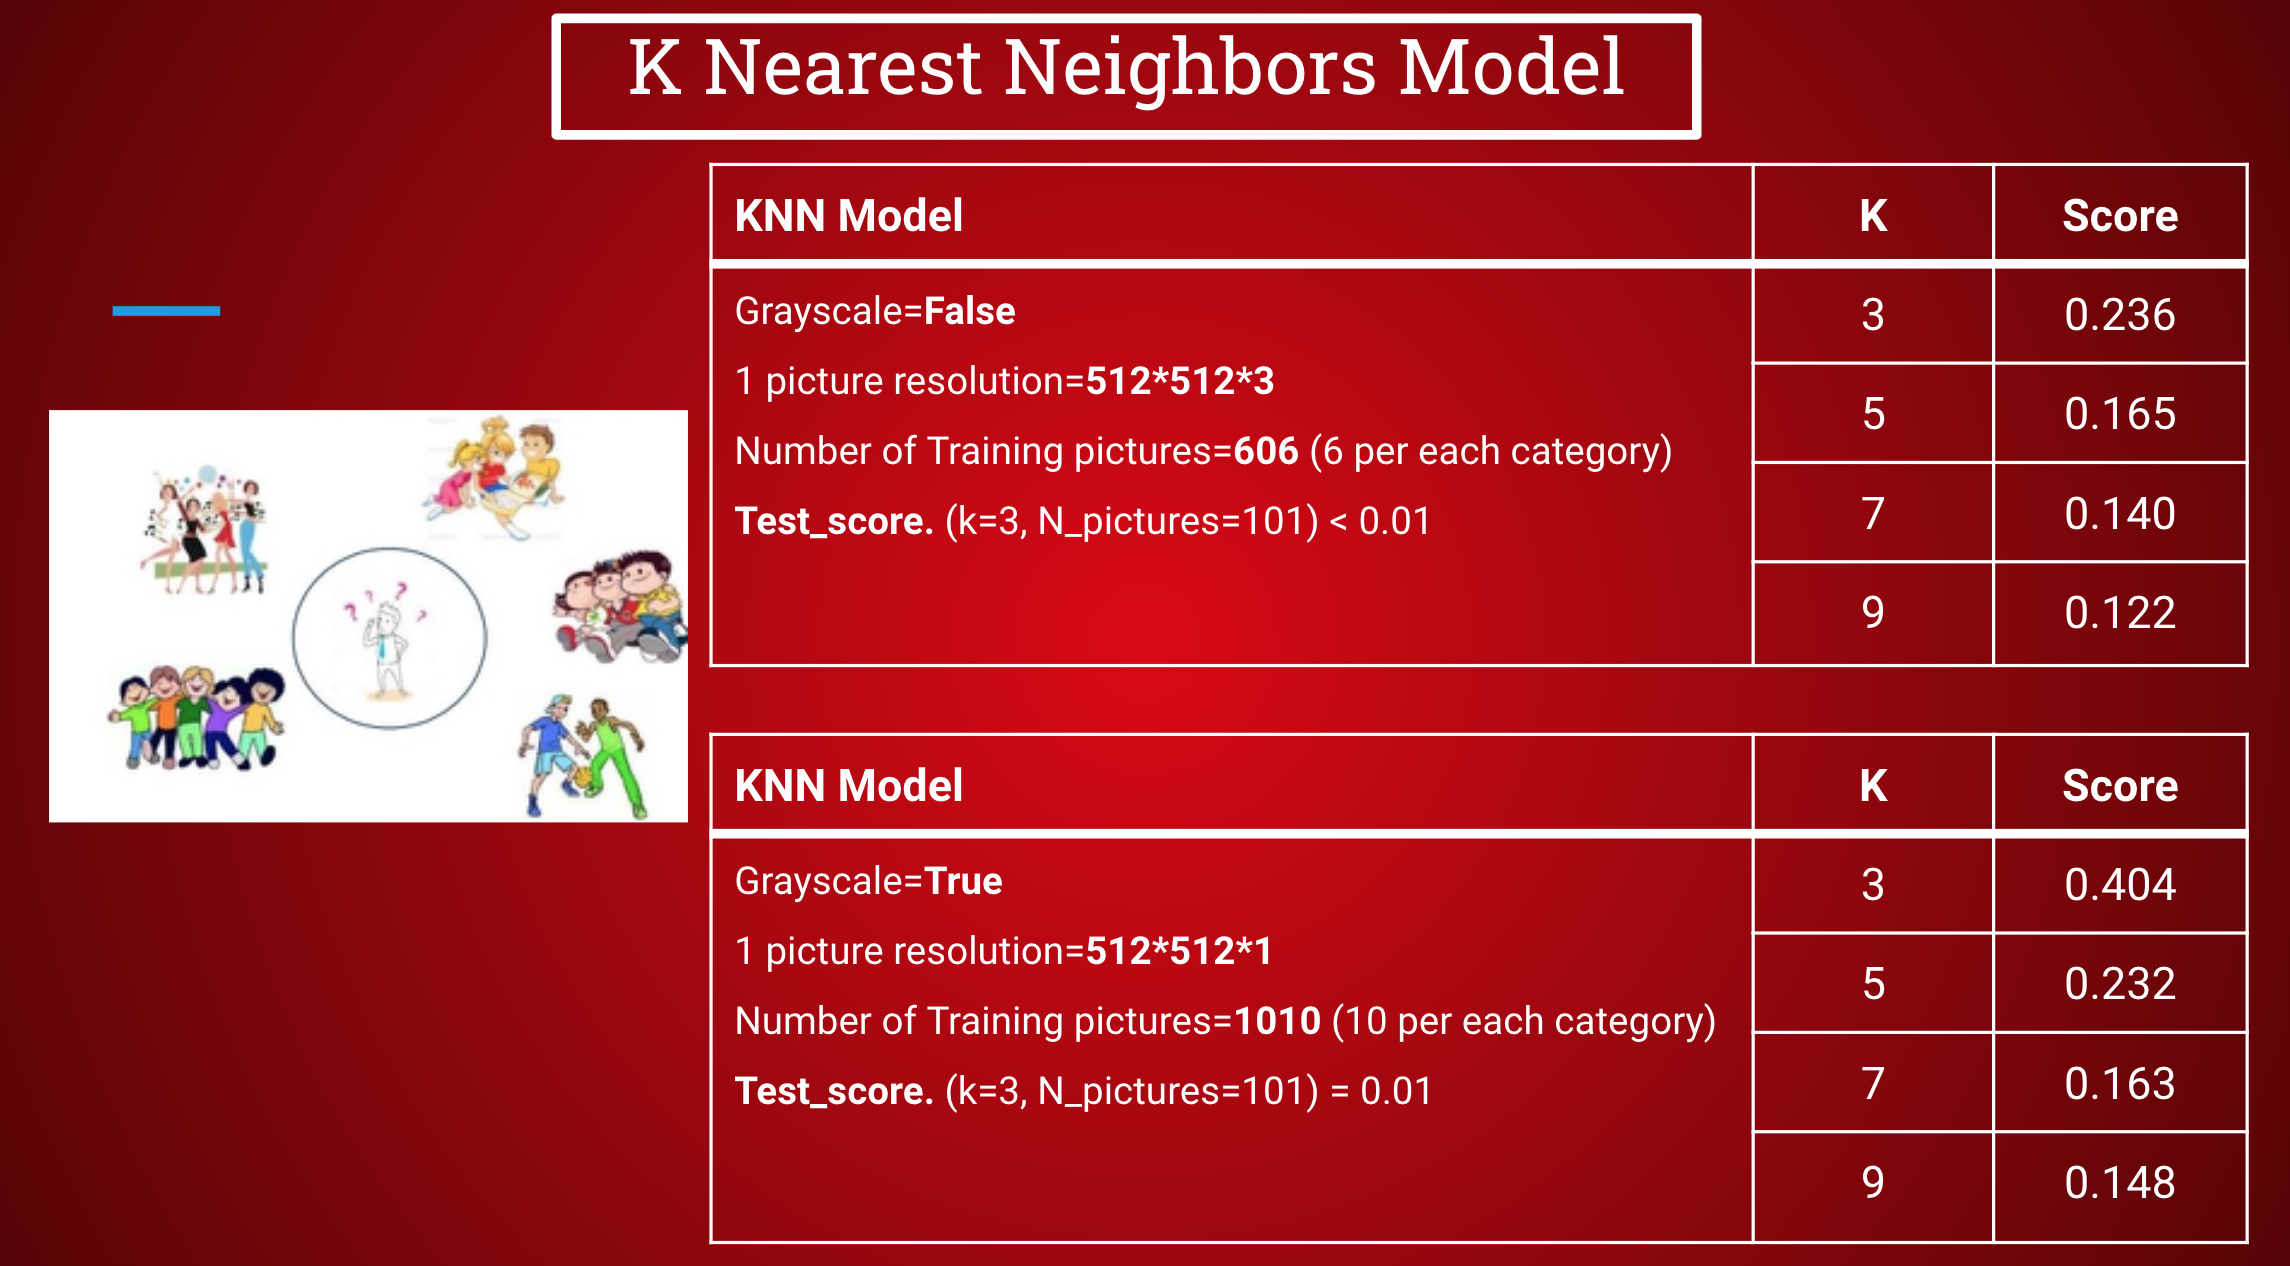 K Nearest Neighbors Model
KNN Model K Score
Grayscale=False
1 picture resolution=512*512*3
Number of Training pictures=606 (6 per each category)
Test_score. (k=3, N_pictures=101) < 0.01
3 0.236
5 0.165
7 0.140
9 0.122
KNN Model K Score
Grayscale=True
1 picture resolution=512*512*1
Number of Training pictures=1010 (10 per each category)
Test_score. (k=3, N_pictures=101) = 0.01
3 0.404
5 0.232
7 0.163
9 0.148
? ? ? ?